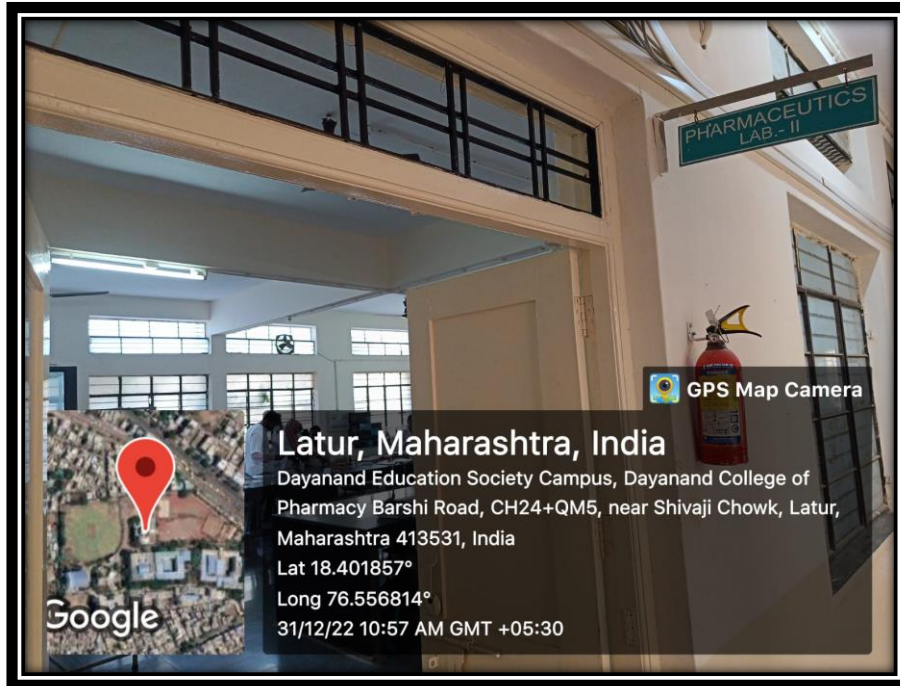 PHARMACEUTICS
LAB.- II
GPS Map Camera
Latur, Maharashtra, India
Dayanand Education Society Campus, Dayanand College of
Pharmacy Barshi Road, CH24+QM5, near Shivaji Chowk, Latur,
Maharashtra 413531, India
Lat 18.401857°
Long 76.556814°
31/12/22 10:57 AM GMT +05:30
Google